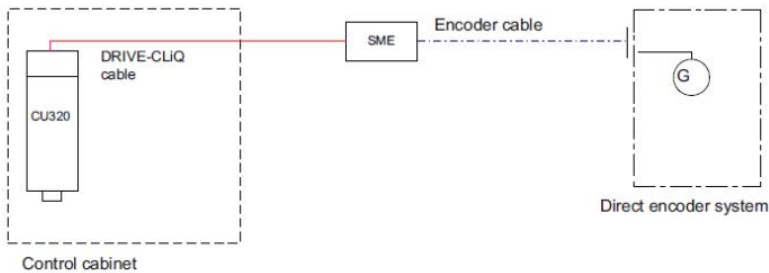 SME
Encoder cable
DRIVE-CLiQ
cable
CU320
G
Direct encoder system
Control cabinet